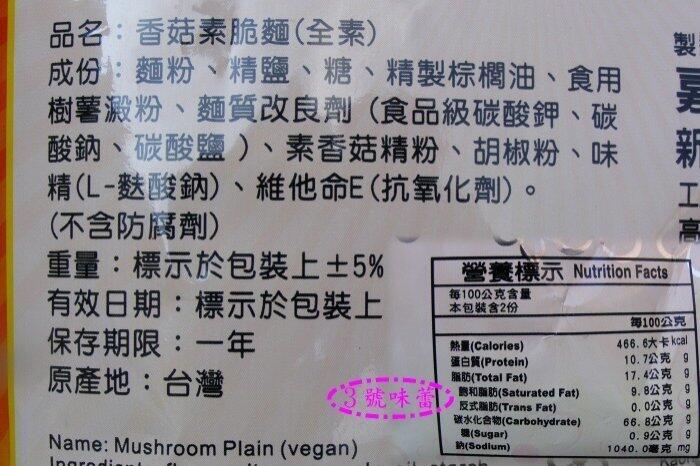 品名：香菇素脆麵(全素)
成份：麵粉、精鹽、糖、精製棕櫚油、食用
樹薯澱粉、麵質改良劑 (食品級碳酸鉀、碳
酸鈉、碳酸鹽 )、素香菇精粉、胡椒粉、味
精(L-麩酸鈉)、維他命E(抗氧化劑)。
(不含防腐劑)
重量：標示於包裝上±5%
有效日期：標示於包裝上
保存期限：一年
原產地：台灣
Name: Mushroom Plain (vegan)
3號味蕾
製
新
工
高
營養標示 Nutrition Facts
每100公克含量
本包裝含2份
每100公克
熱量(Calories) 466.6大卡 kcal
蛋白質(Protein) 10.7公克 g
脂肪(Total Fat) 17.4公克 g
飽和脂肪(Saturated Fat) 9.8公克 g
反式脂肪(Trans Fat) 0.0公克 g
碳水化合物(Carbohydrate) 66.8公克 g
糖(Sugar) 0.9公克 g
鈉(Sodium) 1040.0毫克 mg